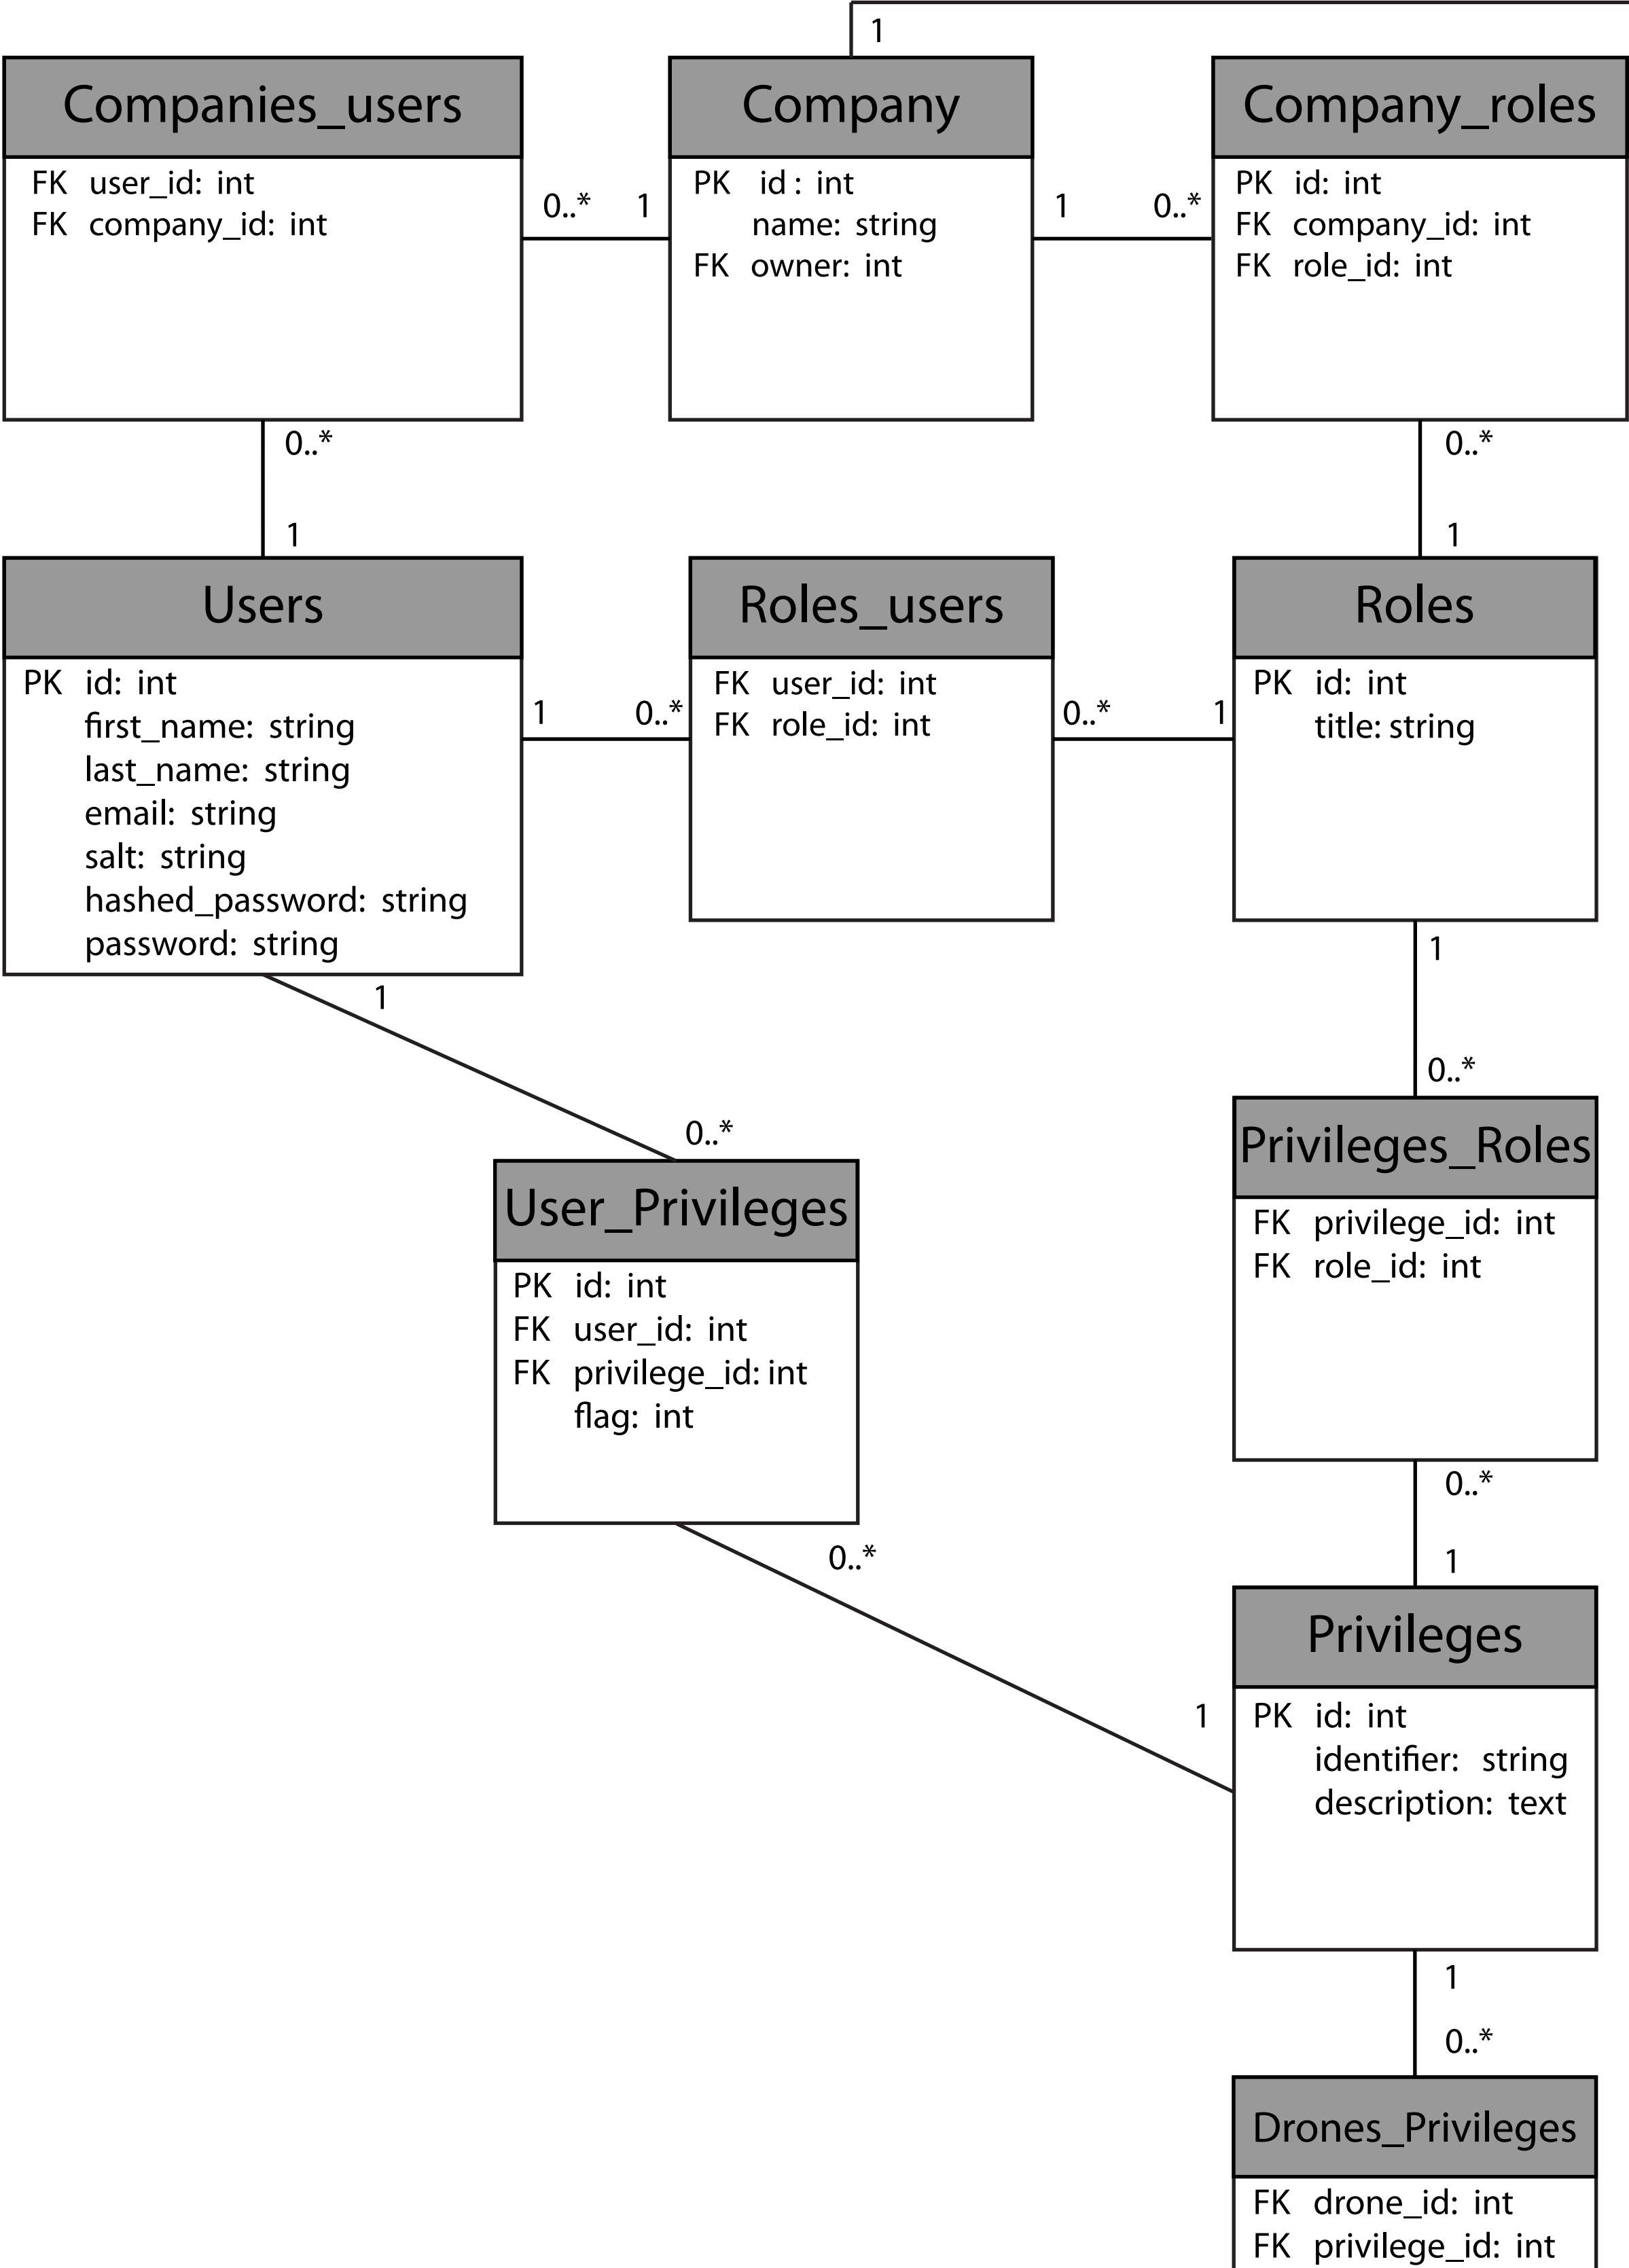 1
Companies_users
FK user_id: int
FK company_id: int
0..* 1
Company
PK id : int
name: string
FK owner: int
1 0..*
Company_roles
PK id: int
FK company_id: int
FK role_id: int
0..*
1
0..*
1
Users
PK id: int
first_name: string
last_name: string
email: string
salt: string
hashed_password: string
password: string
1 0..*
Roles_users
FK user_id: int
FK role_id: int
0..* 1
Roles
PK id: int
title: string
1
0..*
1
0..*
User_Privileges
PK id: int
FK user_id: int
FK privilege_id: int
flag: int
Privileges_Roles
FK privilege_id: int
FK role_id: int
0..*
1
0..*
1
Privileges
PK id: int
identifier: string
description: text
1
0..*
Drones_Privileges
FK drone_id: int
FK privilege_id: int